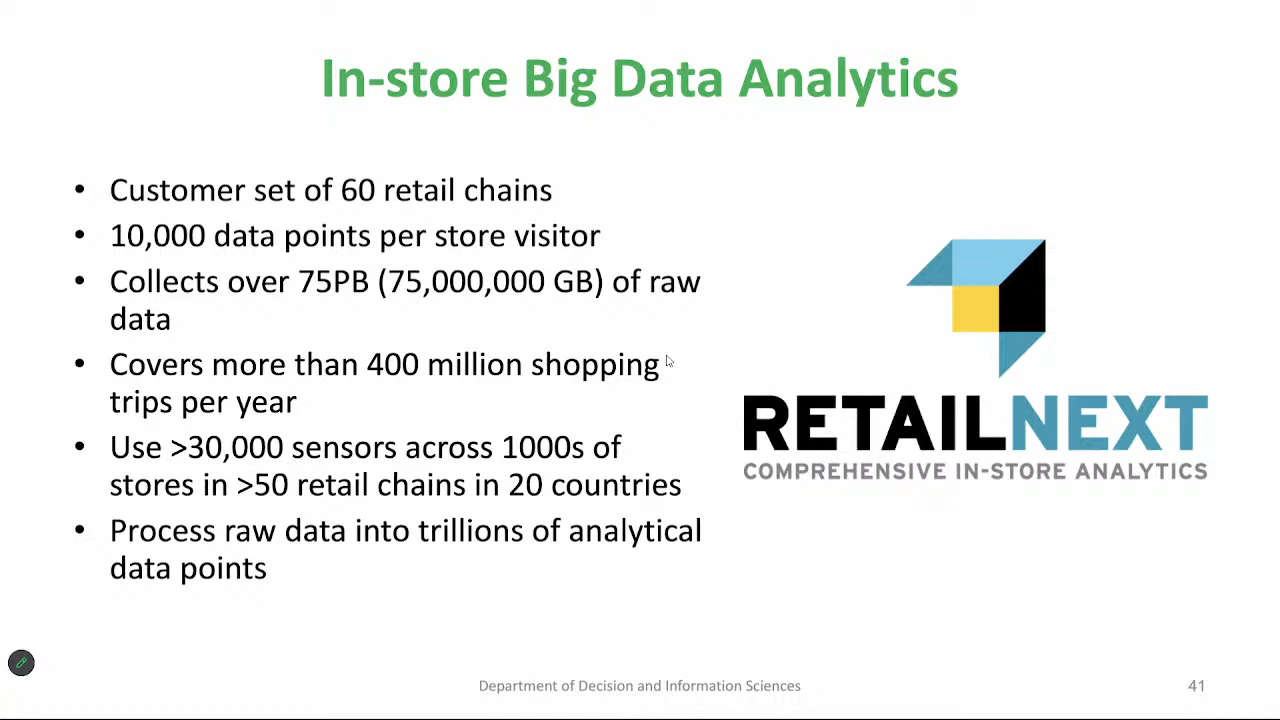 In-store Big Data Analytics
• Customer set of 60 retail chains
• 10,000 data points per store visitor
• Collects over 75PB (75,000,000 GB) of raw
data
• Covers more than 400 million shopping
trips per year
• Use >30,000 sensors across 1000s of
stores in >50 retail chains in 20 countries
• Process raw data into trillions of analytical
data points
RETAILNEXT
COMPREHENSIVE IN-STORE ANALYTICS
Department of Decision and Information Sciences
41